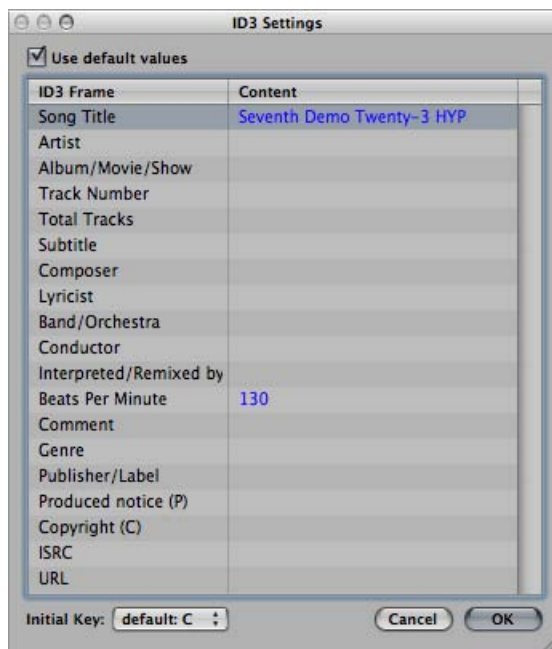 ID3 Settings
Use default values
ID3 Frame Content
Song Title Seventh Demo Twenty-3 HYP
Artist
Album/Movie/Show
Track Number
Total Tracks
Subtitle
Composer
Lyricist
Band/Orchestra
Conductor
Interpreted/Remixed by
Beats Per Minute 130
Comment
Genre
Publisher/Label
Produced notice (P)
Copyright (C)
ISRC
URL
Initial Key: default: C Cancel OK